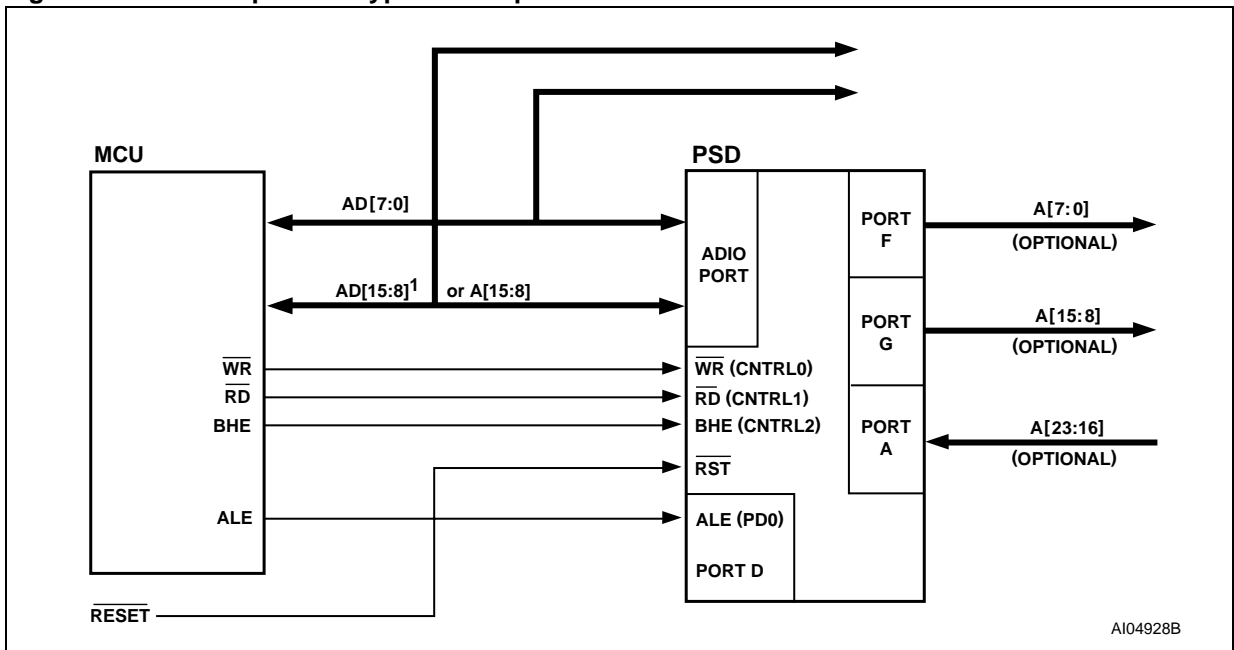 MCU
PSD
AD[7:0]
AD[15:8]1 or A[15:8]
ADIO
PORT
PORT
F
A[7:0]
(OPTIONAL)
PORT
G
A[15:8]
(OPTIONAL)
PORT
A
A[23:16]
(OPTIONAL)
WR
RD
BHE
ALE
WR (CNTRL0)
RD (CNTRL1)
BHE (CNTRL2)
RST
ALE (PD0)
PORT D
RESET
AI04928B